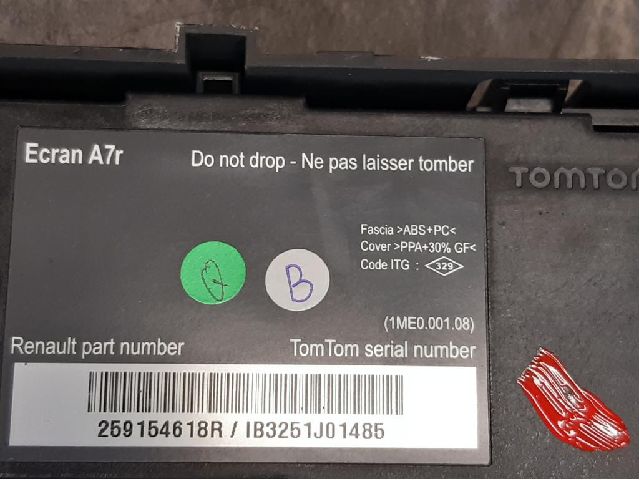 Ecran A7r
Do not drop - Ne pas laisser tomber
TOMTOM
Fascia >ABS+PC<
Cover >PPA+30% GF<
Code ITG : 329
B
(1ME0.001.08)
Renault part number
TomTom serial number
259154618R / IB3251J01485